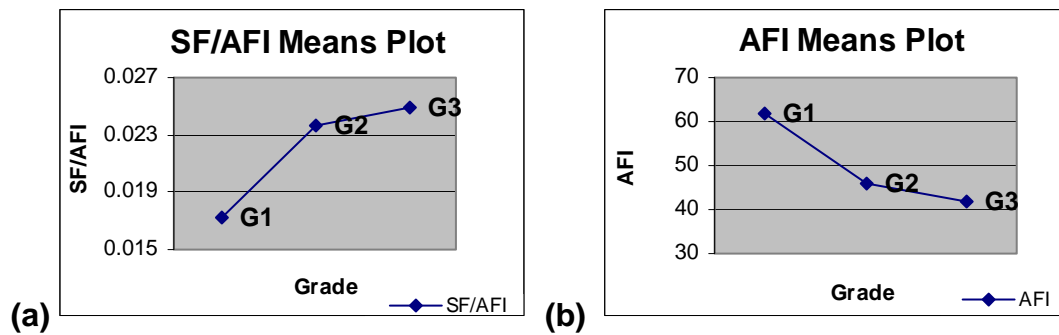 SF/AFI Means Plot
0.027
0.023
0.019
0.015
SF/AFI
G1
G2
G3
Grade
SF/AFI
(a)
AFI Means Plot
70
60
50
40
30
AFI
G1
G2
G3
Grade
AFI
(b)